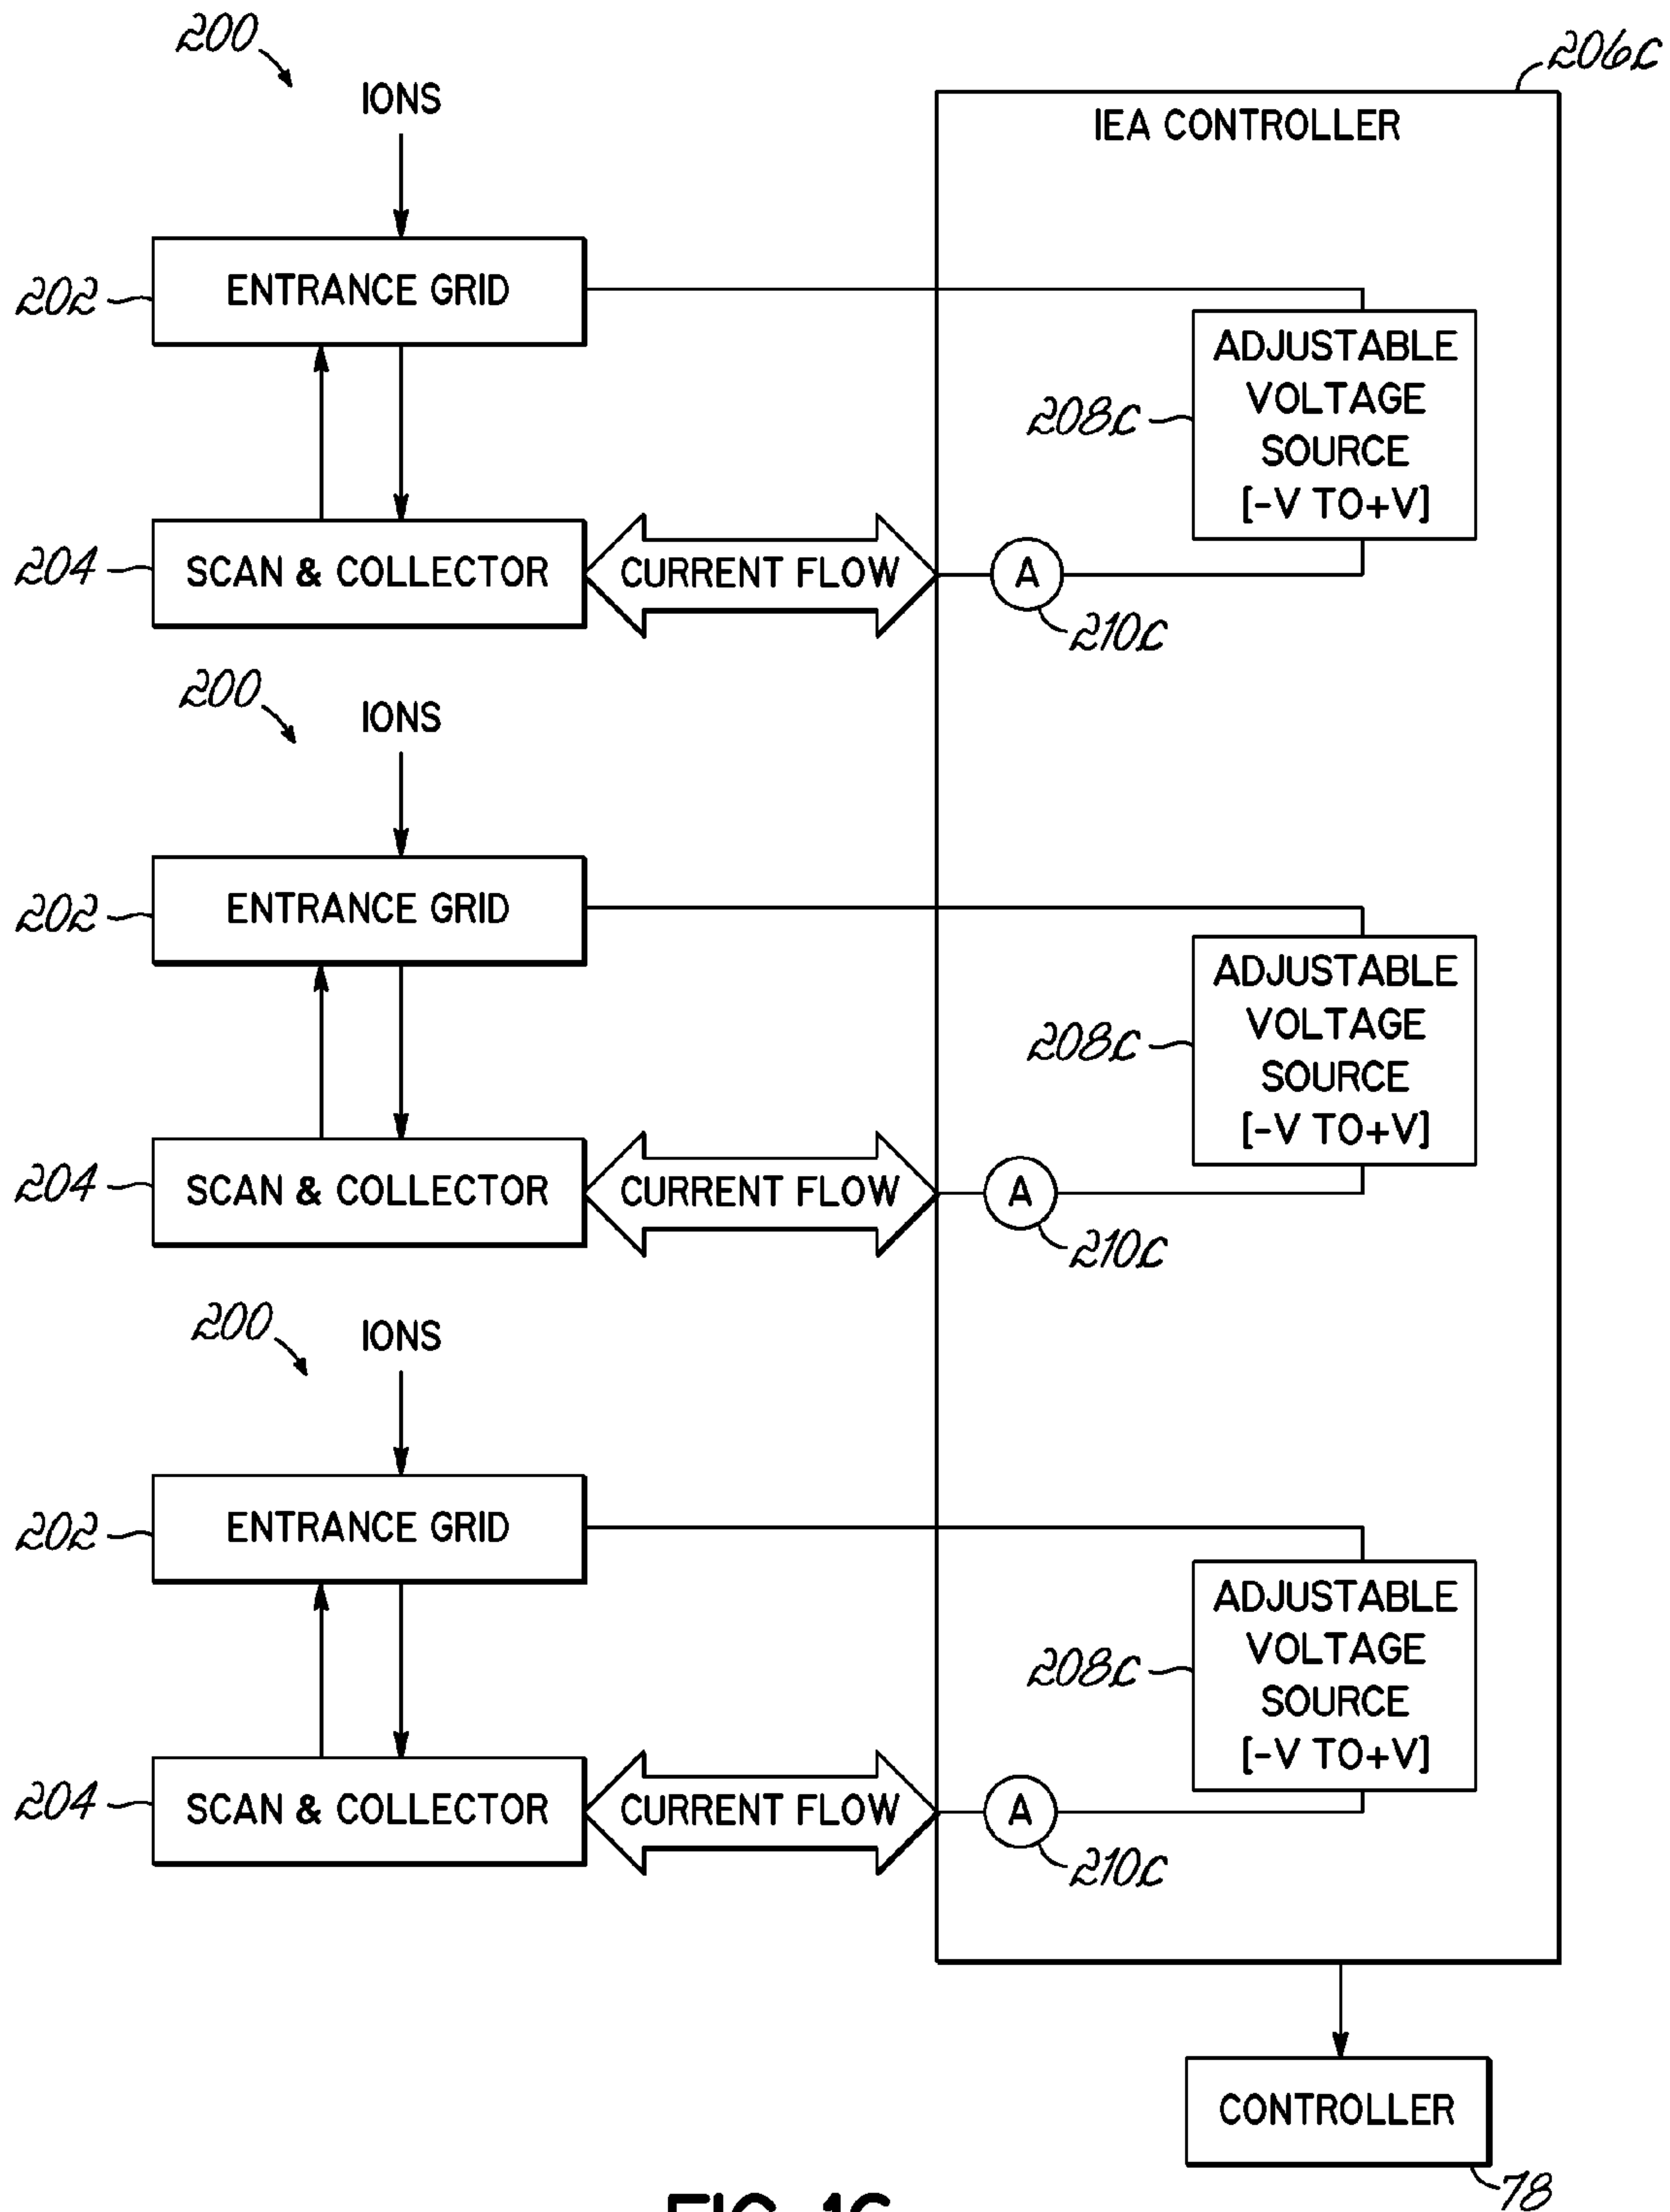 200
IONS
206C
IEA CONTROLLER
202
ENTRANCE GRID
208C
ADJUSTABLE
VOLTAGE
SOURCE
[-V TO+V]
204
SCAN & COLLECTOR
CURRENT FLOW
A
210C
200
IONS
202
ENTRANCE GRID
208C
ADJUSTABLE
VOLTAGE
SOURCE
[-V TO+V]
204
SCAN & COLLECTOR
CURRENT FLOW
A
210C
200
IONS
202
ENTRANCE GRID
208C
ADJUSTABLE
VOLTAGE
SOURCE
[-V TO+V]
204
SCAN & COLLECTOR
CURRENT FLOW
A
210C
CONTROLLER
78